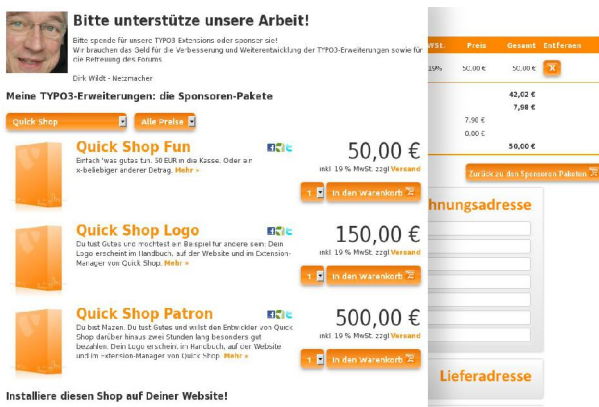 Bitte unterstütze unsere Arbeit!
Bitte spende für unsere TYPO3-Extensions oder sponser sie!
Wir brauchen das Geld für die Verbesserung und Weiterentwicklung der TYPO3-Erweiterungen sowie für
die Betreuung des Forums
Dirk Wildt - Netzmacher
Meine TYPO3-Erweiterungen: die Sponsoren-Pakete
Quick Shop
Alle Preise
Quick Shop Fun
50,00 €
Einfach 'was gutes tun. 50 EUR in die Kasse. Oder ein
x-beliebiger anderer Betrag. Mehr »
inkl. 19 % MwSt. zzgl Versand
1
In den Warenkorb
Quick Shop Logo
150,00 €
Du tust Gutes und möchtest ein Beispiel für andere sein: Dein
Logo erscheint im Handbuch, auf der Website und im Extension-
Manager von Quick Shop. Mehr »
inkl. 19 % MwSt. zzgl Versand
1
In den Warenkorb
Quick Shop Patron
500,00 €
Du bist Mäzen. Du tust Gutes und willst den Entwickler von Quick
Shop darüber hinaus zwei Stunden lang besonders gut
bezahlen. Dein Logo erscheint im Handbuch, auf der Website
und im Extension-Manager von Quick Shop. Mehr »
inkl. 19 % MwSt. zzgl Versand
1
In den Warenkorb
Installiere diesen Shop auf Deiner Website!
WSt.
Preis
Gesamt
Entfernen
19%
50,00 €
50,00 €
X
42,02 €
7,98 €
7,98 €
0,00 €
50,00 €
Zurück zu den Sponsoren Paketen
hnungsadresse
Lieferadresse